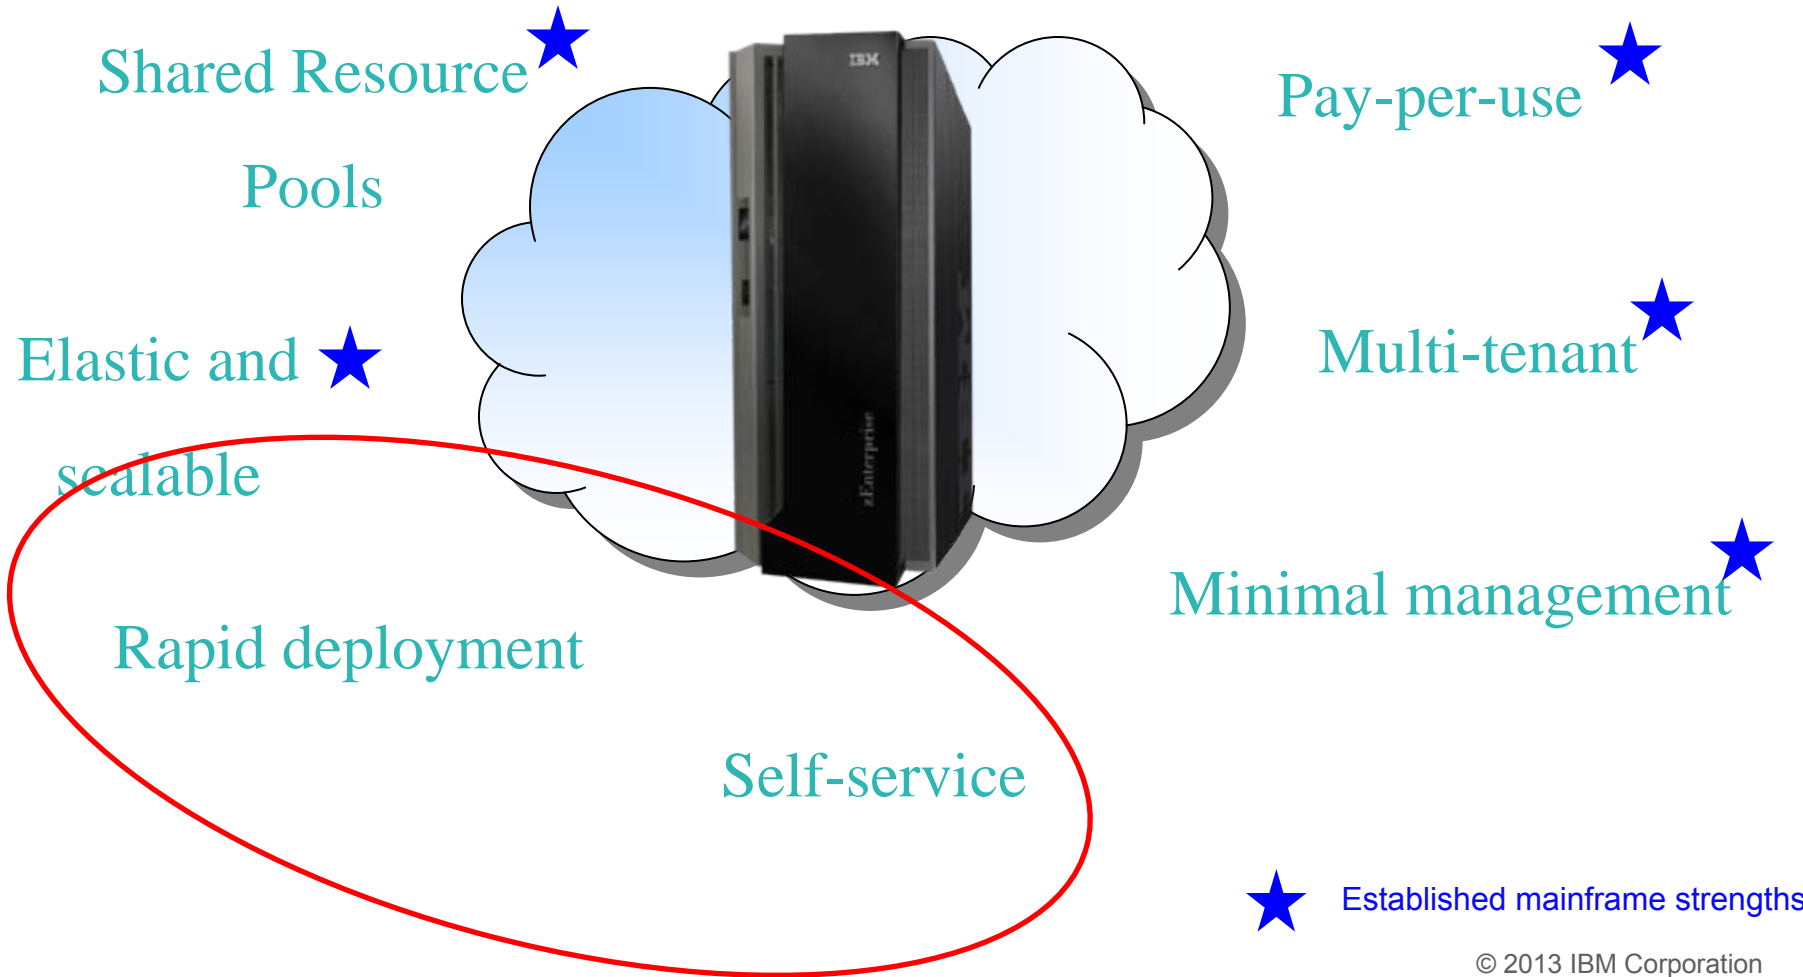 Shared Resource
Pools
Elastic and
scalable
Rapid deployment
Self-service
IBM
zEnterprise
Pay-per-use
Multi-tenant
Minimal management
Established mainframe strengths
© 2013 IBM Corporation